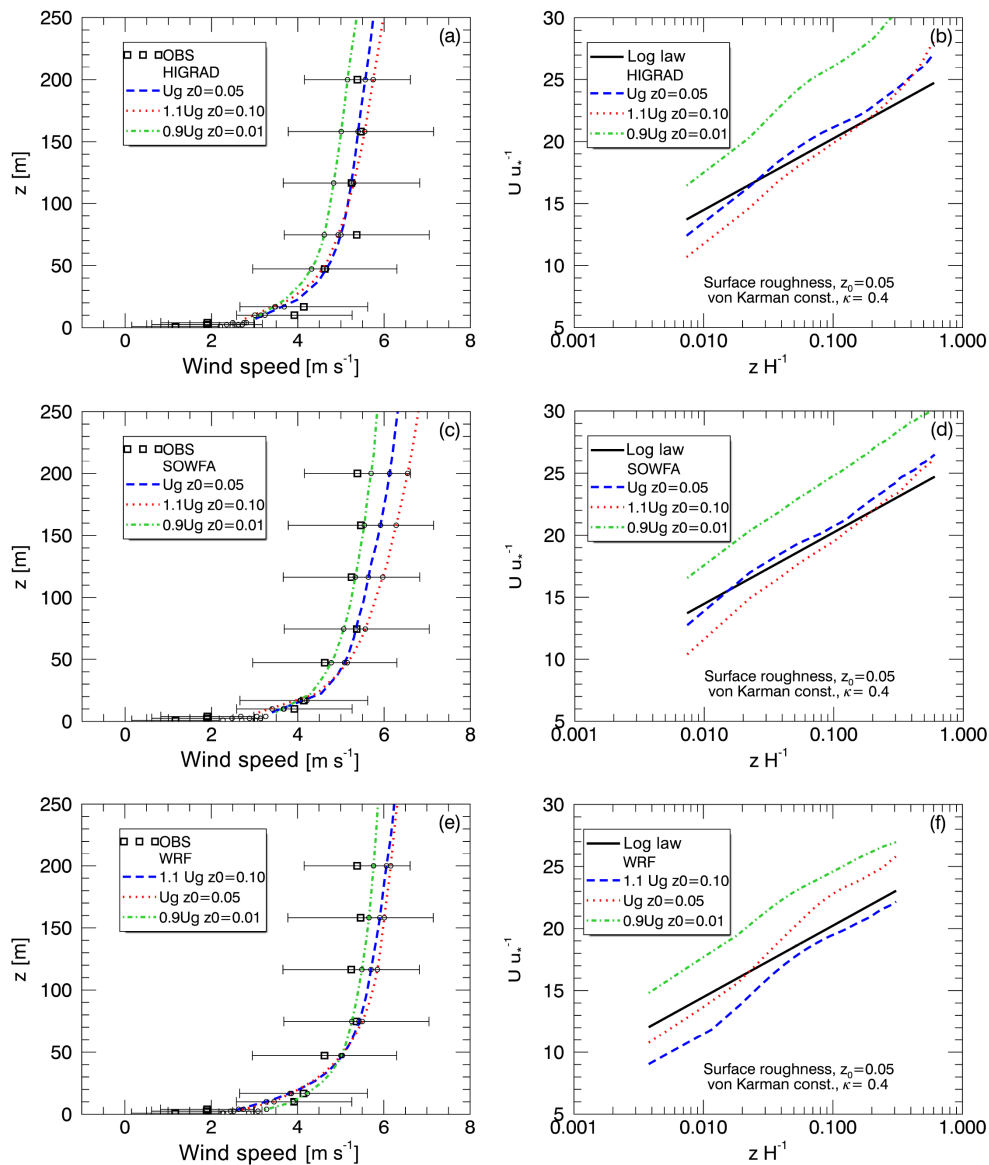 (a)
250
200
150
100
50
0
z [m]
OBS
HIGRAD
Ug z0=0.05
1.1Ug z0=0.10
0.9Ug z0=0.01
0 2 4 6 8
Wind speed [m s-1]
(b)
30
25
20
15
10
5
U u*-1
Log law
HIGRAD
Ug z0=0.05
1.1Ug z0=0.10
0.9Ug z0=0.01
Surface roughness, z0=0.05
von Karman const., κ= 0.4
0.001 0.010 0.100 1.000
z H-1
(c)
250
200
150
100
50
0
z [m]
OBS
SOWFA
Ug z0=0.05
1.1Ug z0=0.10
0.9Ug z0=0.01
0 2 4 6 8
Wind speed [m s-1]
(d)
30
25
20
15
10
5
U u*-1
Log law
SOWFA
Ug z0=0.05
1.1Ug z0=0.10
0.9Ug z0=0.01
Surface roughness, z0=0.05
von Karman const., κ= 0.4
0.001 0.010 0.100 1.000
z H-1
(e)
250
200
150
100
50
0
z [m]
OBS
WRF
1.1 Ug z0=0.10
Ug z0=0.05
0.9Ug z0=0.01
0 2 4 6 8
Wind speed [m s-1]
(f)
30
25
20
15
10
5
U u*-1
Log law
WRF
1.1 Ug z0=0.10
Ug z0=0.05
0.9Ug z0=0.01
Surface roughness, z0=0.05
von Karman const., κ= 0.4
0.001 0.010 0.100 1.000
z H-1